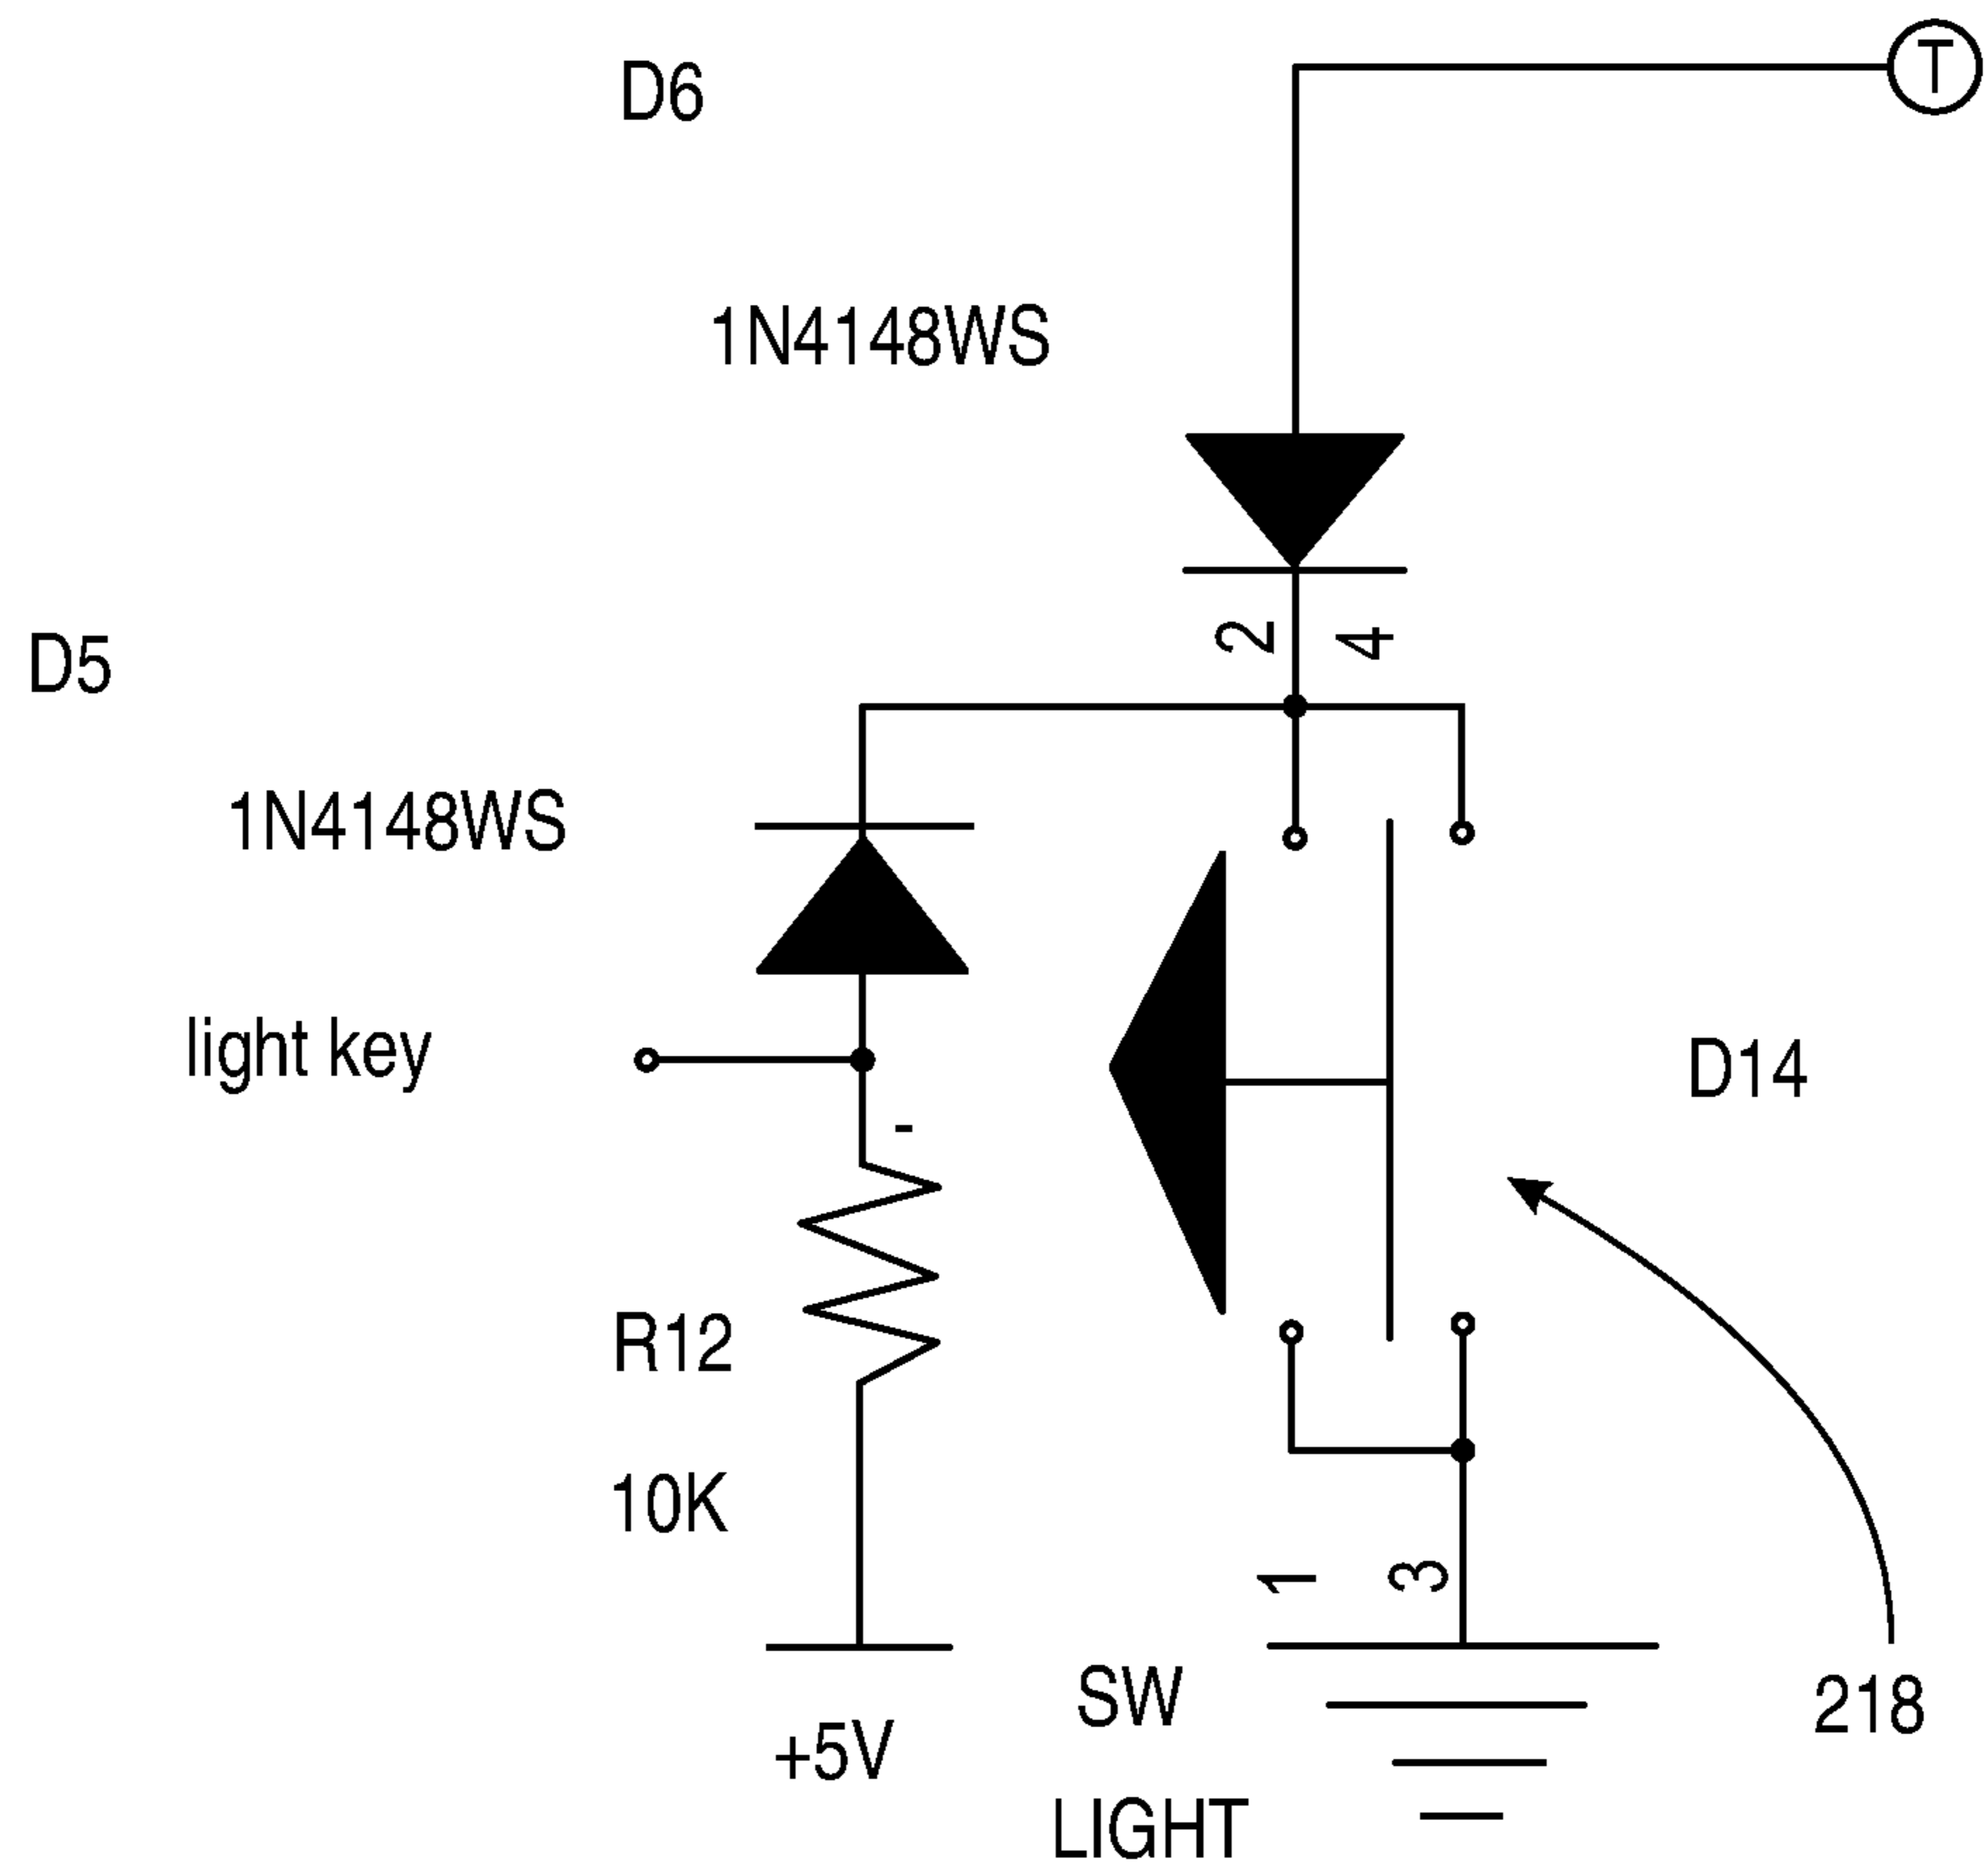 T
D6
1N4148WS
2
4
D5
1N4148WS
light key
D14
-
R12
10K
1
3
SW
218
+5V
LIGHT